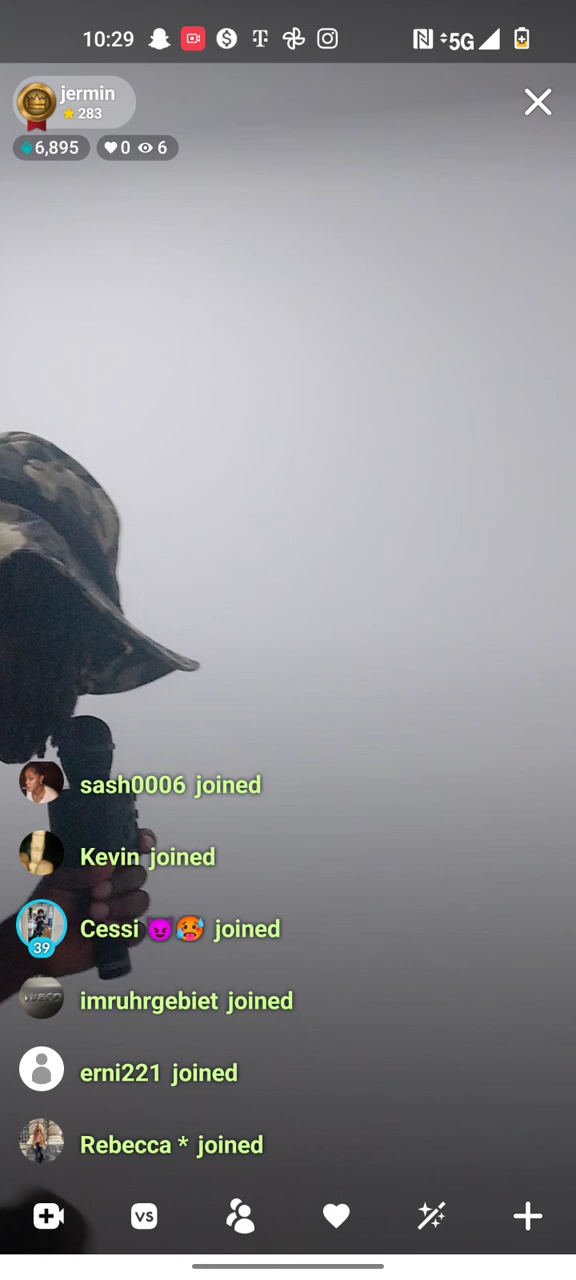 10:29
5G
jermin
283
6,895
0
6
sash0006 joined
Kevin joined
Cessi 😈🥵 joined
39
IVECO
imruhrgebiet joined
erni221 joined
Rebecca * joined
VS